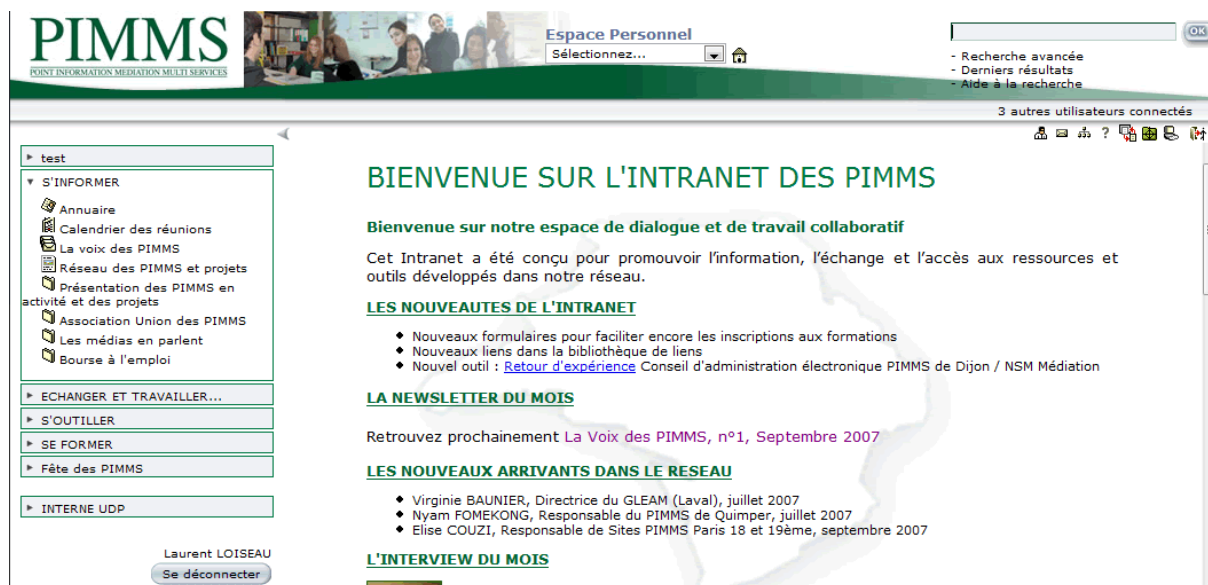 PIMMS
POINT INFORMATION MEDIATION MULTI SERVICES
Espace Personnel
Sélectionnez...
OK
- Recherche avancée
- Derniers résultats
- Aide à la recherche
3 autres utilisateurs connectés
?
test
S'INFORMER
Annuaire
Calendrier des réunions
La voix des PIMMS
Réseau des PIMMS et projets
Présentation des PIMMS en
activité et des projets
Association Union des PIMMS
Les médias en parlent
Bourse à l'emploi
ECHANGER ET TRAVAILLER...
S'OUTILLER
SE FORMER
Fête des PIMMS
INTERNE UDP
Laurent LOISEAU
Se déconnecter
BIENVENUE SUR L'INTRANET DES PIMMS
Bienvenue sur notre espace de dialogue et de travail collaboratif
Cet Intranet a été conçu pour promouvoir l'information, l'échange et l'accès aux ressources et
outils développés dans notre réseau.
LES NOUVEAUTES DE L'INTRANET
Nouveaux formulaires pour faciliter encore les inscriptions aux formations
Nouveaux liens dans la bibliothèque de liens
Nouvel outil : Retour d'expérience Conseil d'administration électronique PIMMS de Dijon / NSM Médiation
LA NEWSLETTER DU MOIS
Retrouvez prochainement La Voix des PIMMS, n°1, Septembre 2007
LES NOUVEAUX ARRIVANTS DANS LE RESEAU
Virginie BAUNIER, Directrice du GLEAM (Laval), juillet 2007
Nyam FOMEKONG, Responsable du PIMMS de Quimper, juillet 2007
Elise COUZI, Responsable de Sites PIMMS Paris 18 et 19ème, septembre 2007
L'INTERVIEW DU MOIS